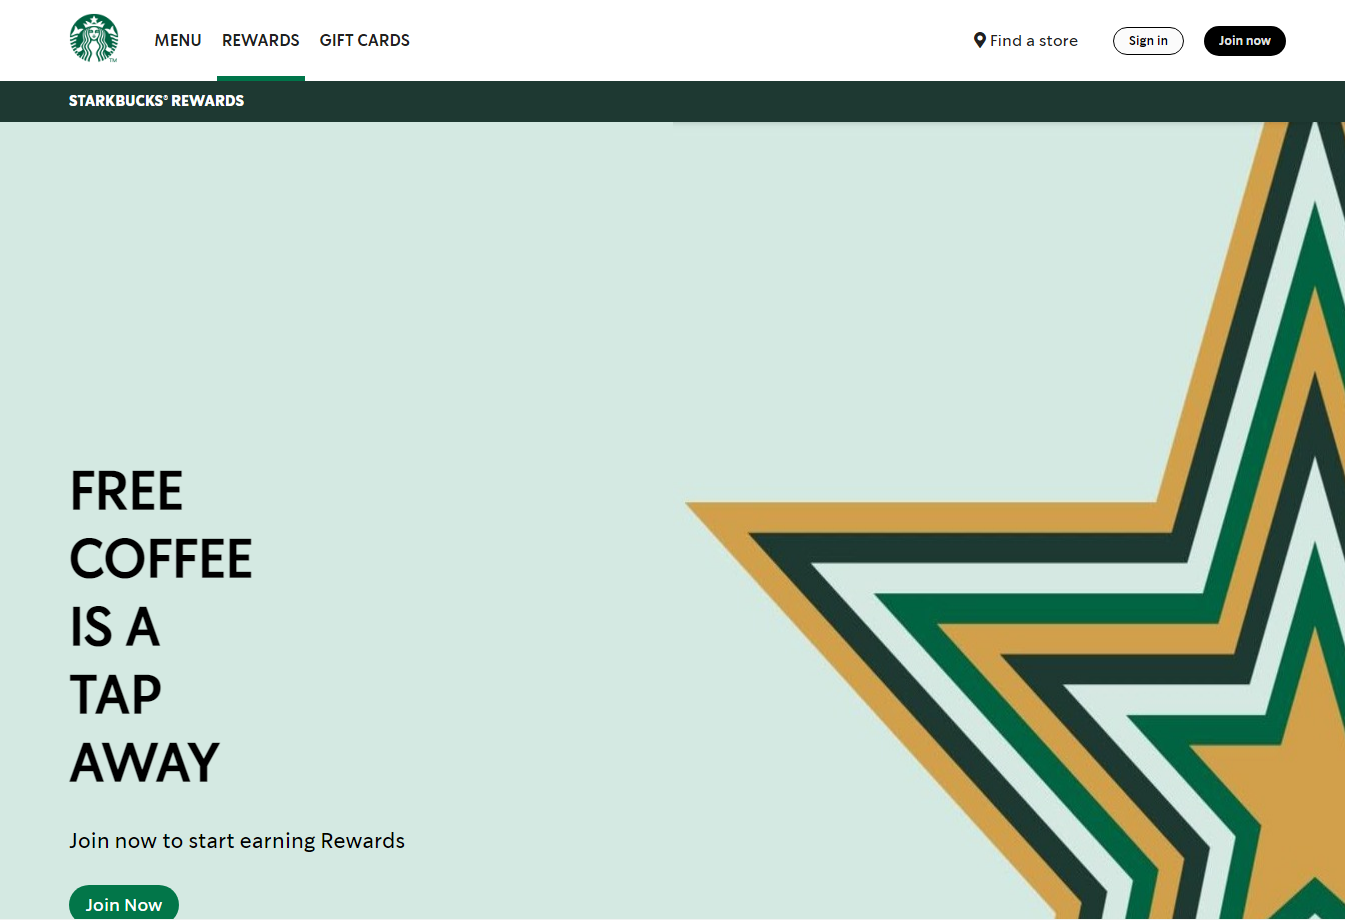 MENU REWARDS GIFT CARDS Find a store Sign in Join now
STARKBUCKS® REWARDS
FREE
COFFEE
IS A
TAP
AWAY
Join now to start earning Rewards
Join Now